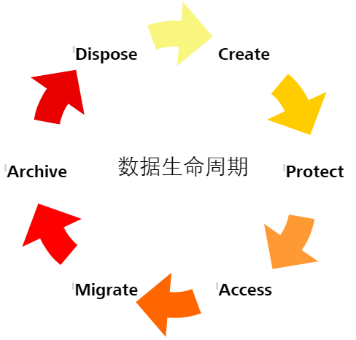 Dispose
Create
Archive
数据生命周期
Protect
Migrate
Access